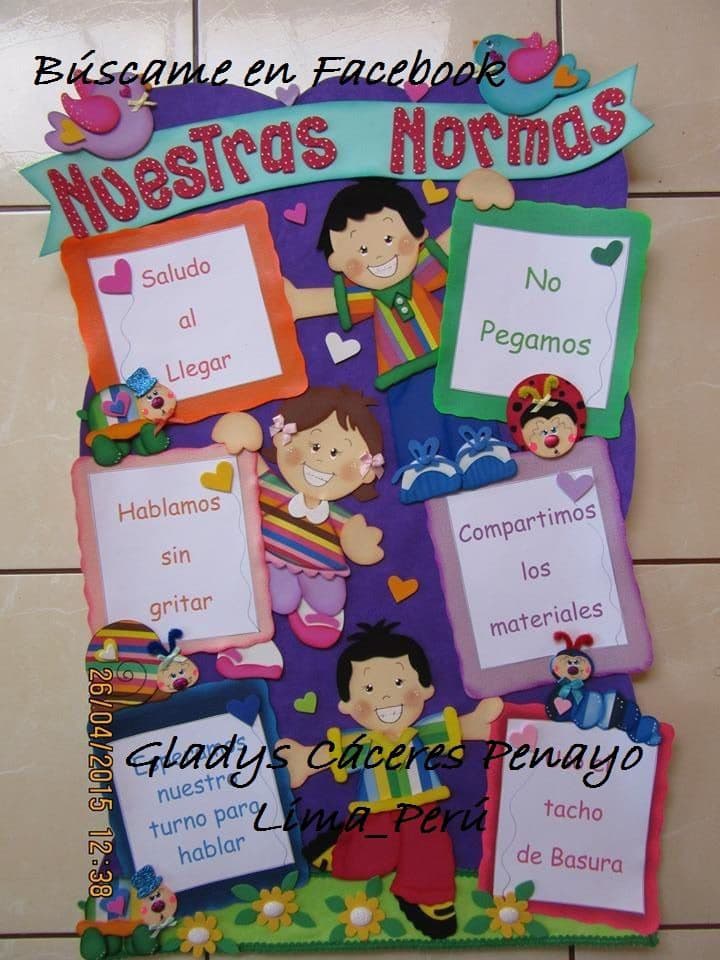 Búscame en Facebook
Nuestras Normas
Saludo
al
Llegar
No
Pegamos
Hablamos
sin
gritar
Compartimos
los
materiales
Esperamos
nuestro
turno para
hablar
tacho
de Basura
Gladys Cáceres Penayo
Lima_Perú
26/04/2015 12:38